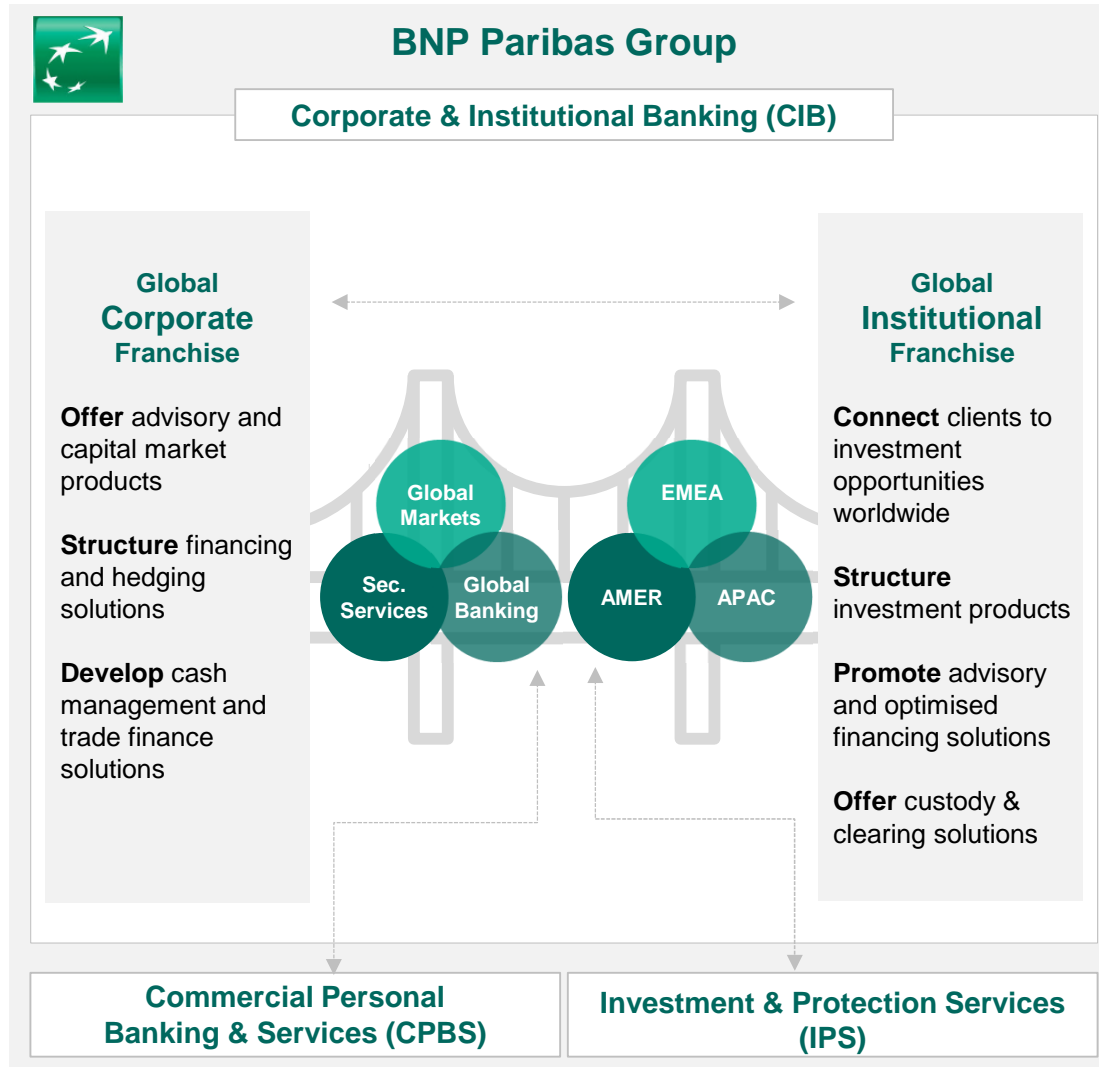 BNP Paribas Group
Corporate & Institutional Banking (CIB)
Global
Corporate
Franchise
Offer advisory and
capital market
products
Structure financing
and hedging
solutions
Develop cash
management and
trade finance
solutions
Global
Markets
Sec.
Services
Global
Banking
EMEA
AMER
APAC
Global
Institutional
Franchise
Connect clients to
investment
opportunities
worldwide
Structure
investment products
Promote advisory
and optimised
financing solutions
Offer custody &
clearing solutions
Commercial Personal
Banking & Services (CPBS)
Investment & Protection Services
(IPS)